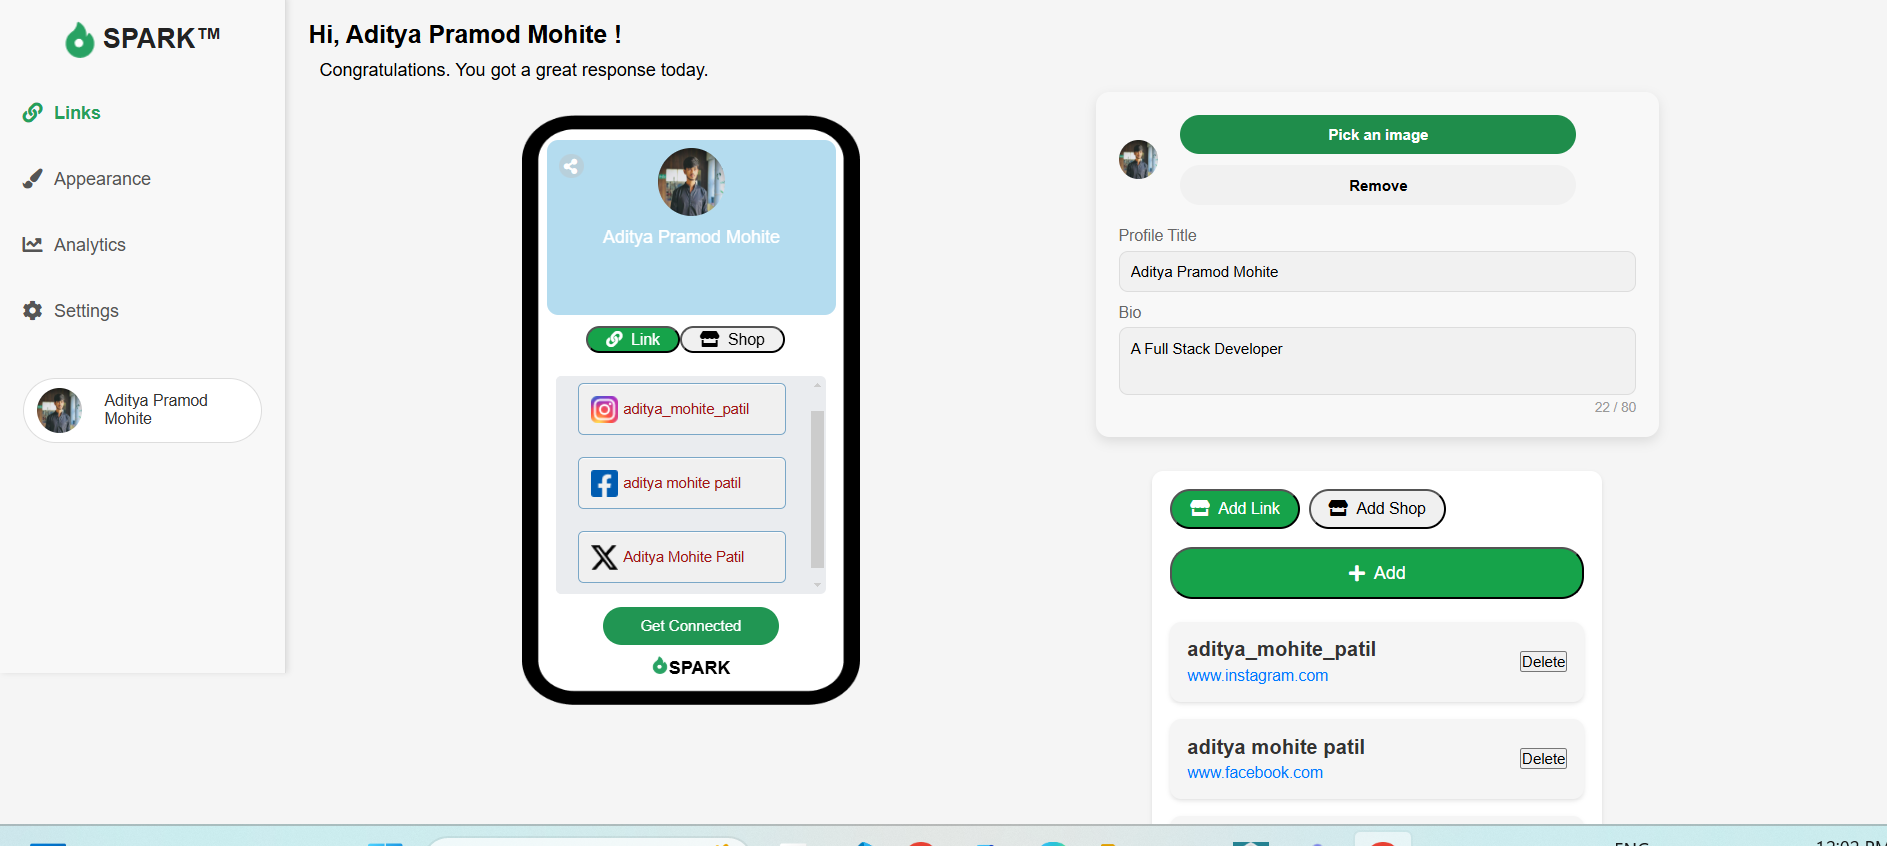 SPARK™
Links
Appearance
Analytics
Settings
Aditya Pramod
Mohite
Hi, Aditya Pramod Mohite !
Congratulations. You got a great response today.
Aditya Pramod Mohite
Link
Shop
aditya_mohite_patil
aditya mohite patil
Aditya Mohite Patil
Get Connected
SPARK
Pick an image
Remove
Profile Title
Aditya Pramod Mohite
Bio
A Full Stack Developer
22 / 80
Add Link
Add Shop
Add
aditya_mohite_patil
www.instagram.com
Delete
aditya mohite patil
www.facebook.com
Delete
ENG